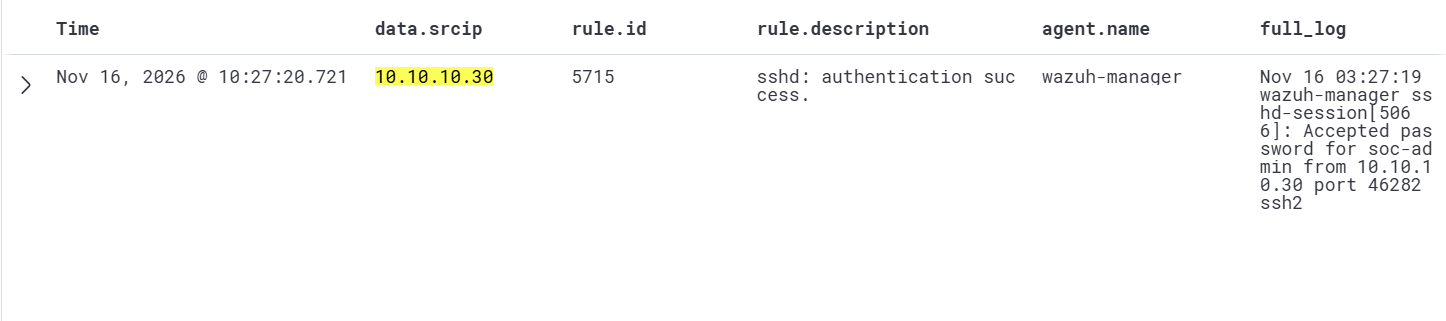 Time data.srcip rule.id rule.description agent.name full_log
Nov 16, 2026 @ 10:27:20.721 10.10.10.30 5715 sshd: authentication suc wazuh-manager Nov 16 03:27:19
cess. wazuh-manager ss
hd-session[506
6]: Accepted pas
sword for soc-ad
min from 10.10.1
0.30 port 46282
ssh2